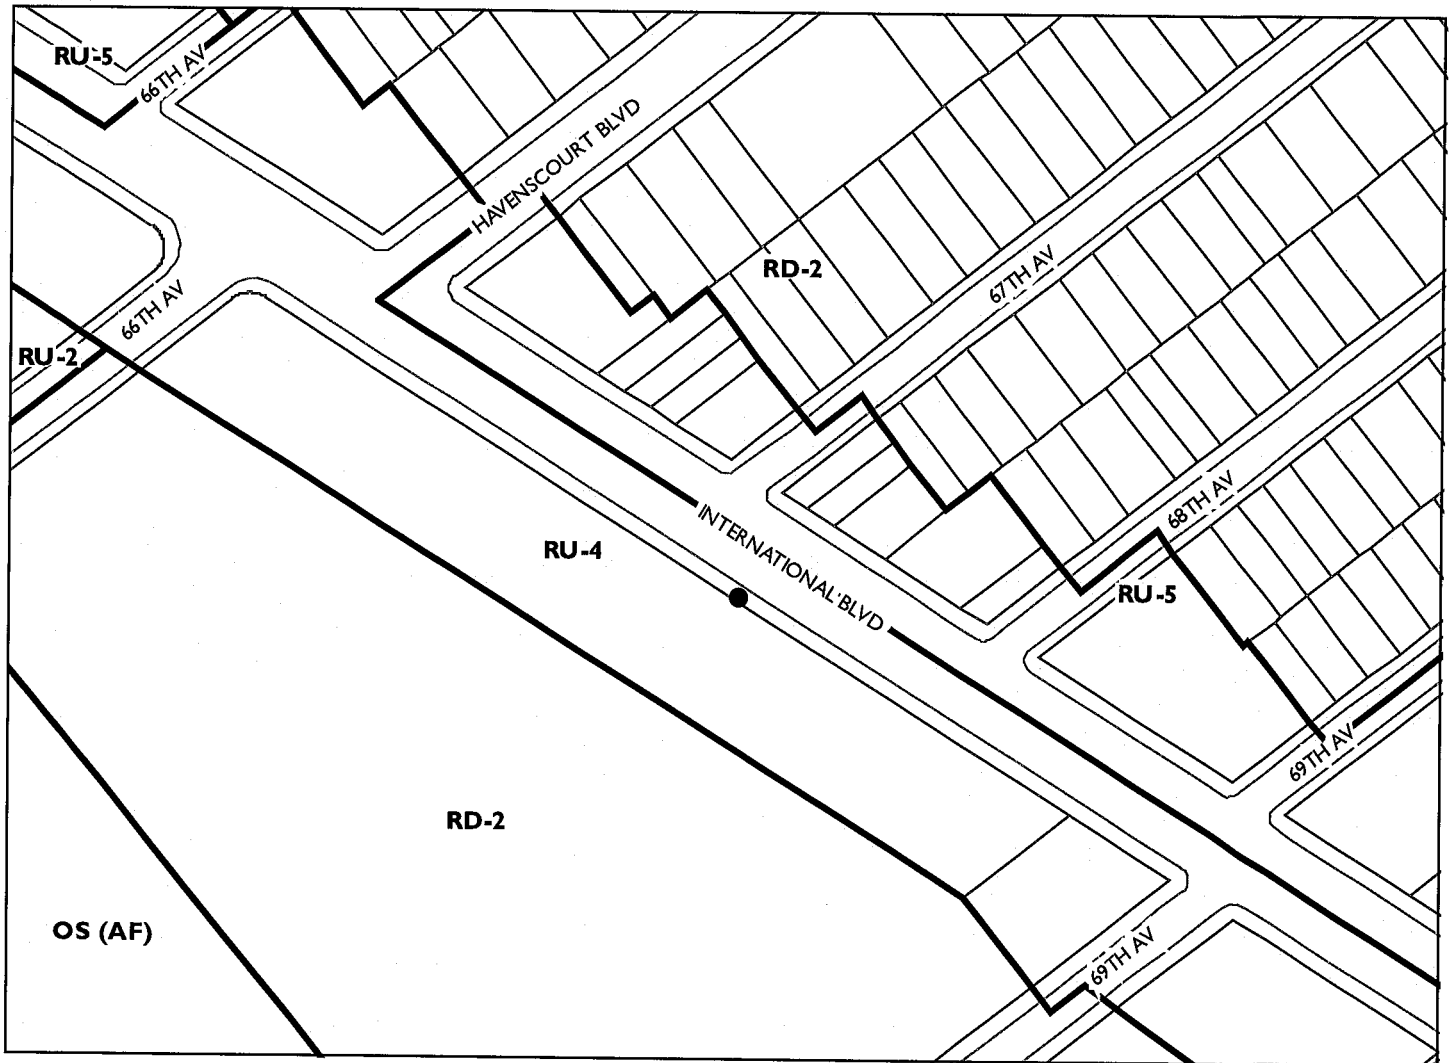 RU-5
66TH AV
HAVENSCOURT BLVD
RD-2
67TH AV
66TH AV
RU-2
RU-4
INTERNATIONAL BLVD
68TH AV
RU-5
69TH AV
RD-2
OS (AF)
69TH AV